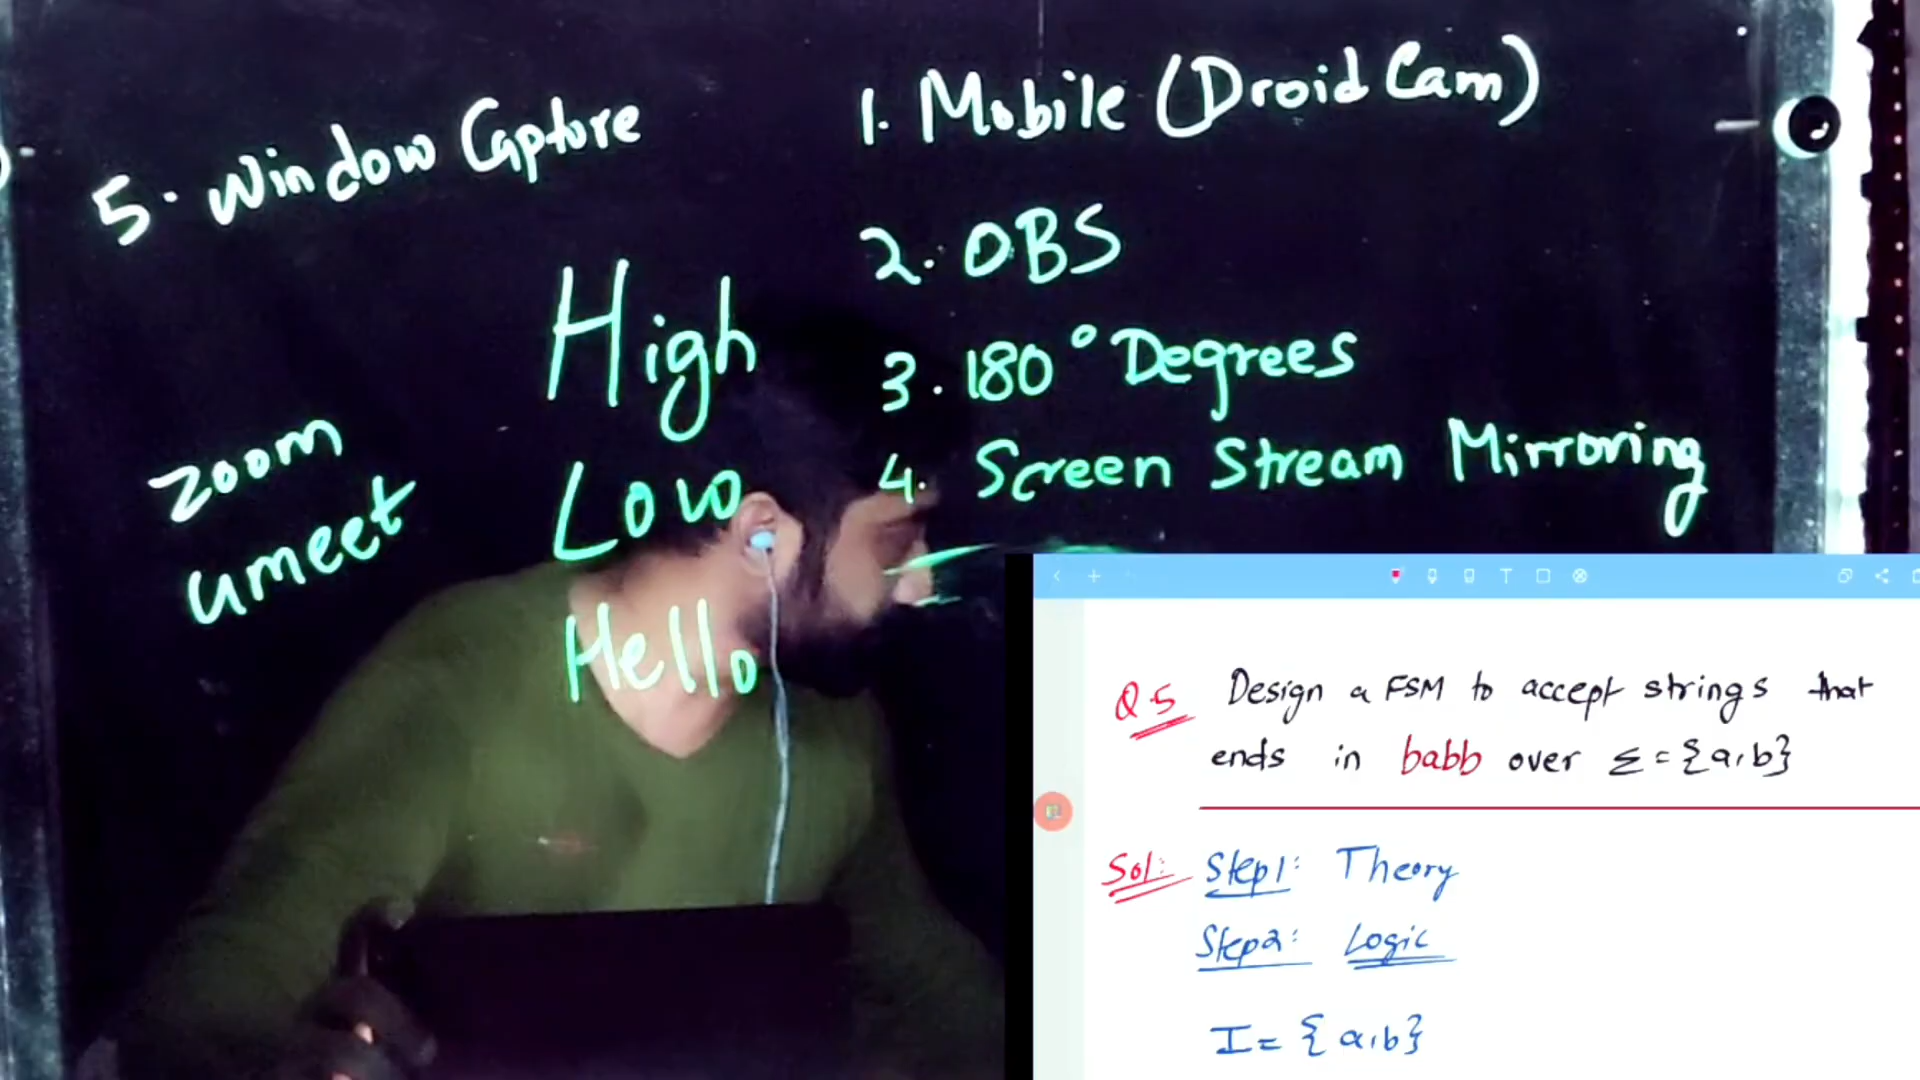 5. Window Capture
1. Mobile (Droid Cam)
2. OBS
3. 180° Degrees
4. Screen Stream Mirroring
High
Low
Hello
zoom
umeet
Q.5 Design a FSM to accept strings that
ends in babb over Σ = {a,b}
Sol: Step1: Theory
Step2: Logic
I = {a,b}